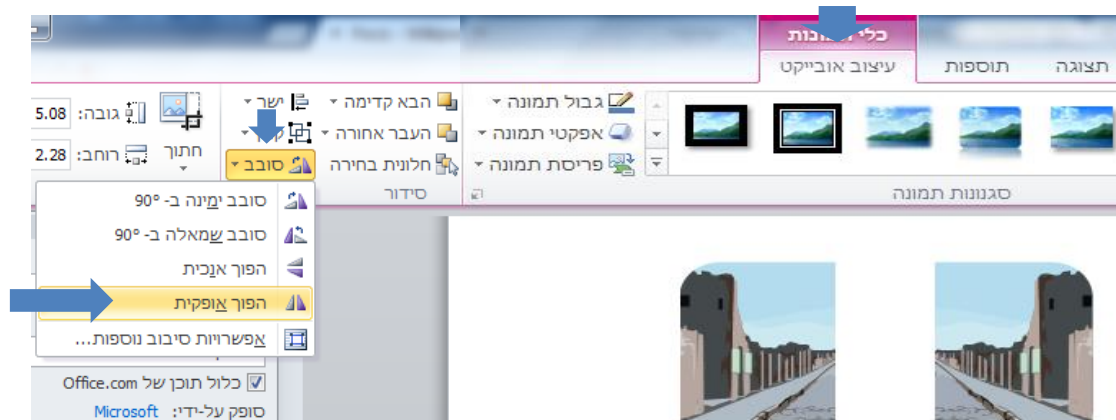 כלי תמונות
תצוגה תוספות עיצוב אובייקט
גבול תמונה הבא קדימה ישר גובה: 5.08
אפקטי תמונה העבר אחורה
פריסת תמונה חלונית בחירה סובב חתוך רוחב: 2.28
סגנונות תמונה סידור
סובב ימינה ב- 90°
סובב שמאלה ב- 90°
הפוך אנכית
הפוך אופקית
אפשרויות סיבוב נוספות...
כלול תוכן של Office.com
סופק על-ידי: Microsoft